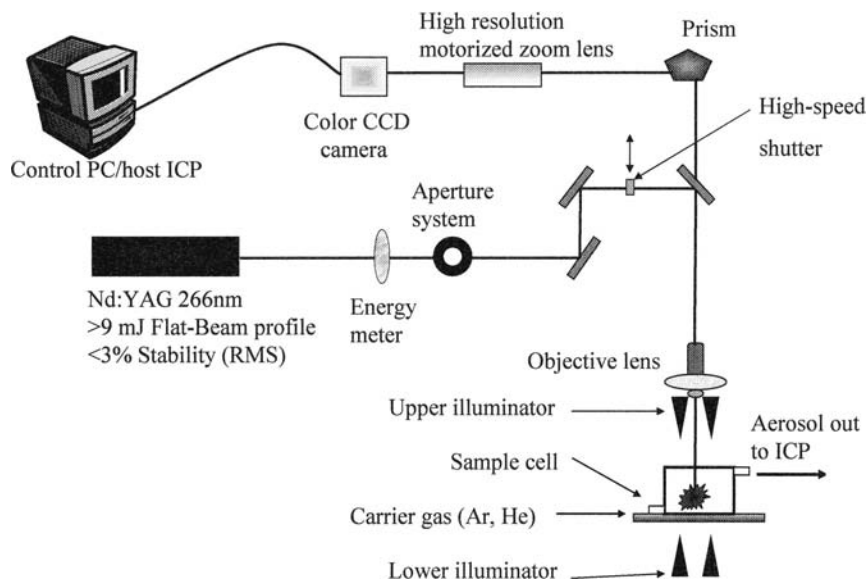 High resolution
motorized zoom lens
Prism
Color CCD
camera
High-speed
shutter
Control PC/host ICP
Aperture
system
Nd:YAG 266nm
>9 mJ Flat-Beam profile
<3% Stability (RMS)
Energy
meter
Objective lens
Upper illuminator
Aerosol out
to ICP
Sample cell
Carrier gas (Ar, He)
Lower illuminator